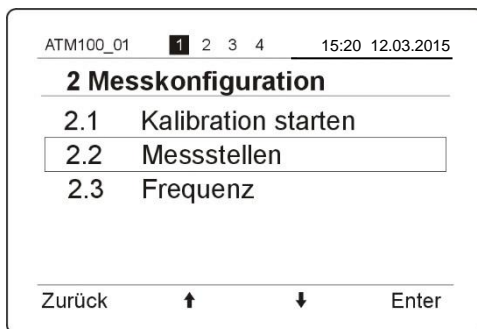 ATM100_01 1 2 3 4 15:20 12.03.2015
2 Messkonfiguration
2.1 Kalibration starten
2.2 Messstellen
2.3 Frequenz
Zurück ↑ ↓ Enter